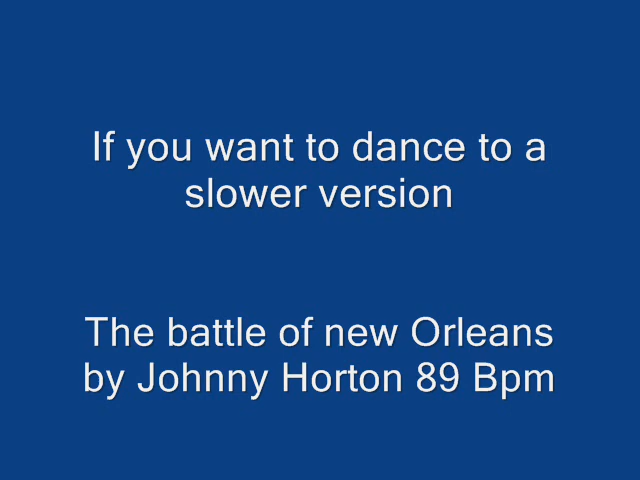 If you want to dance to a
slower version
The battle of new Orleans
by Johnny Horton 89 Bpm